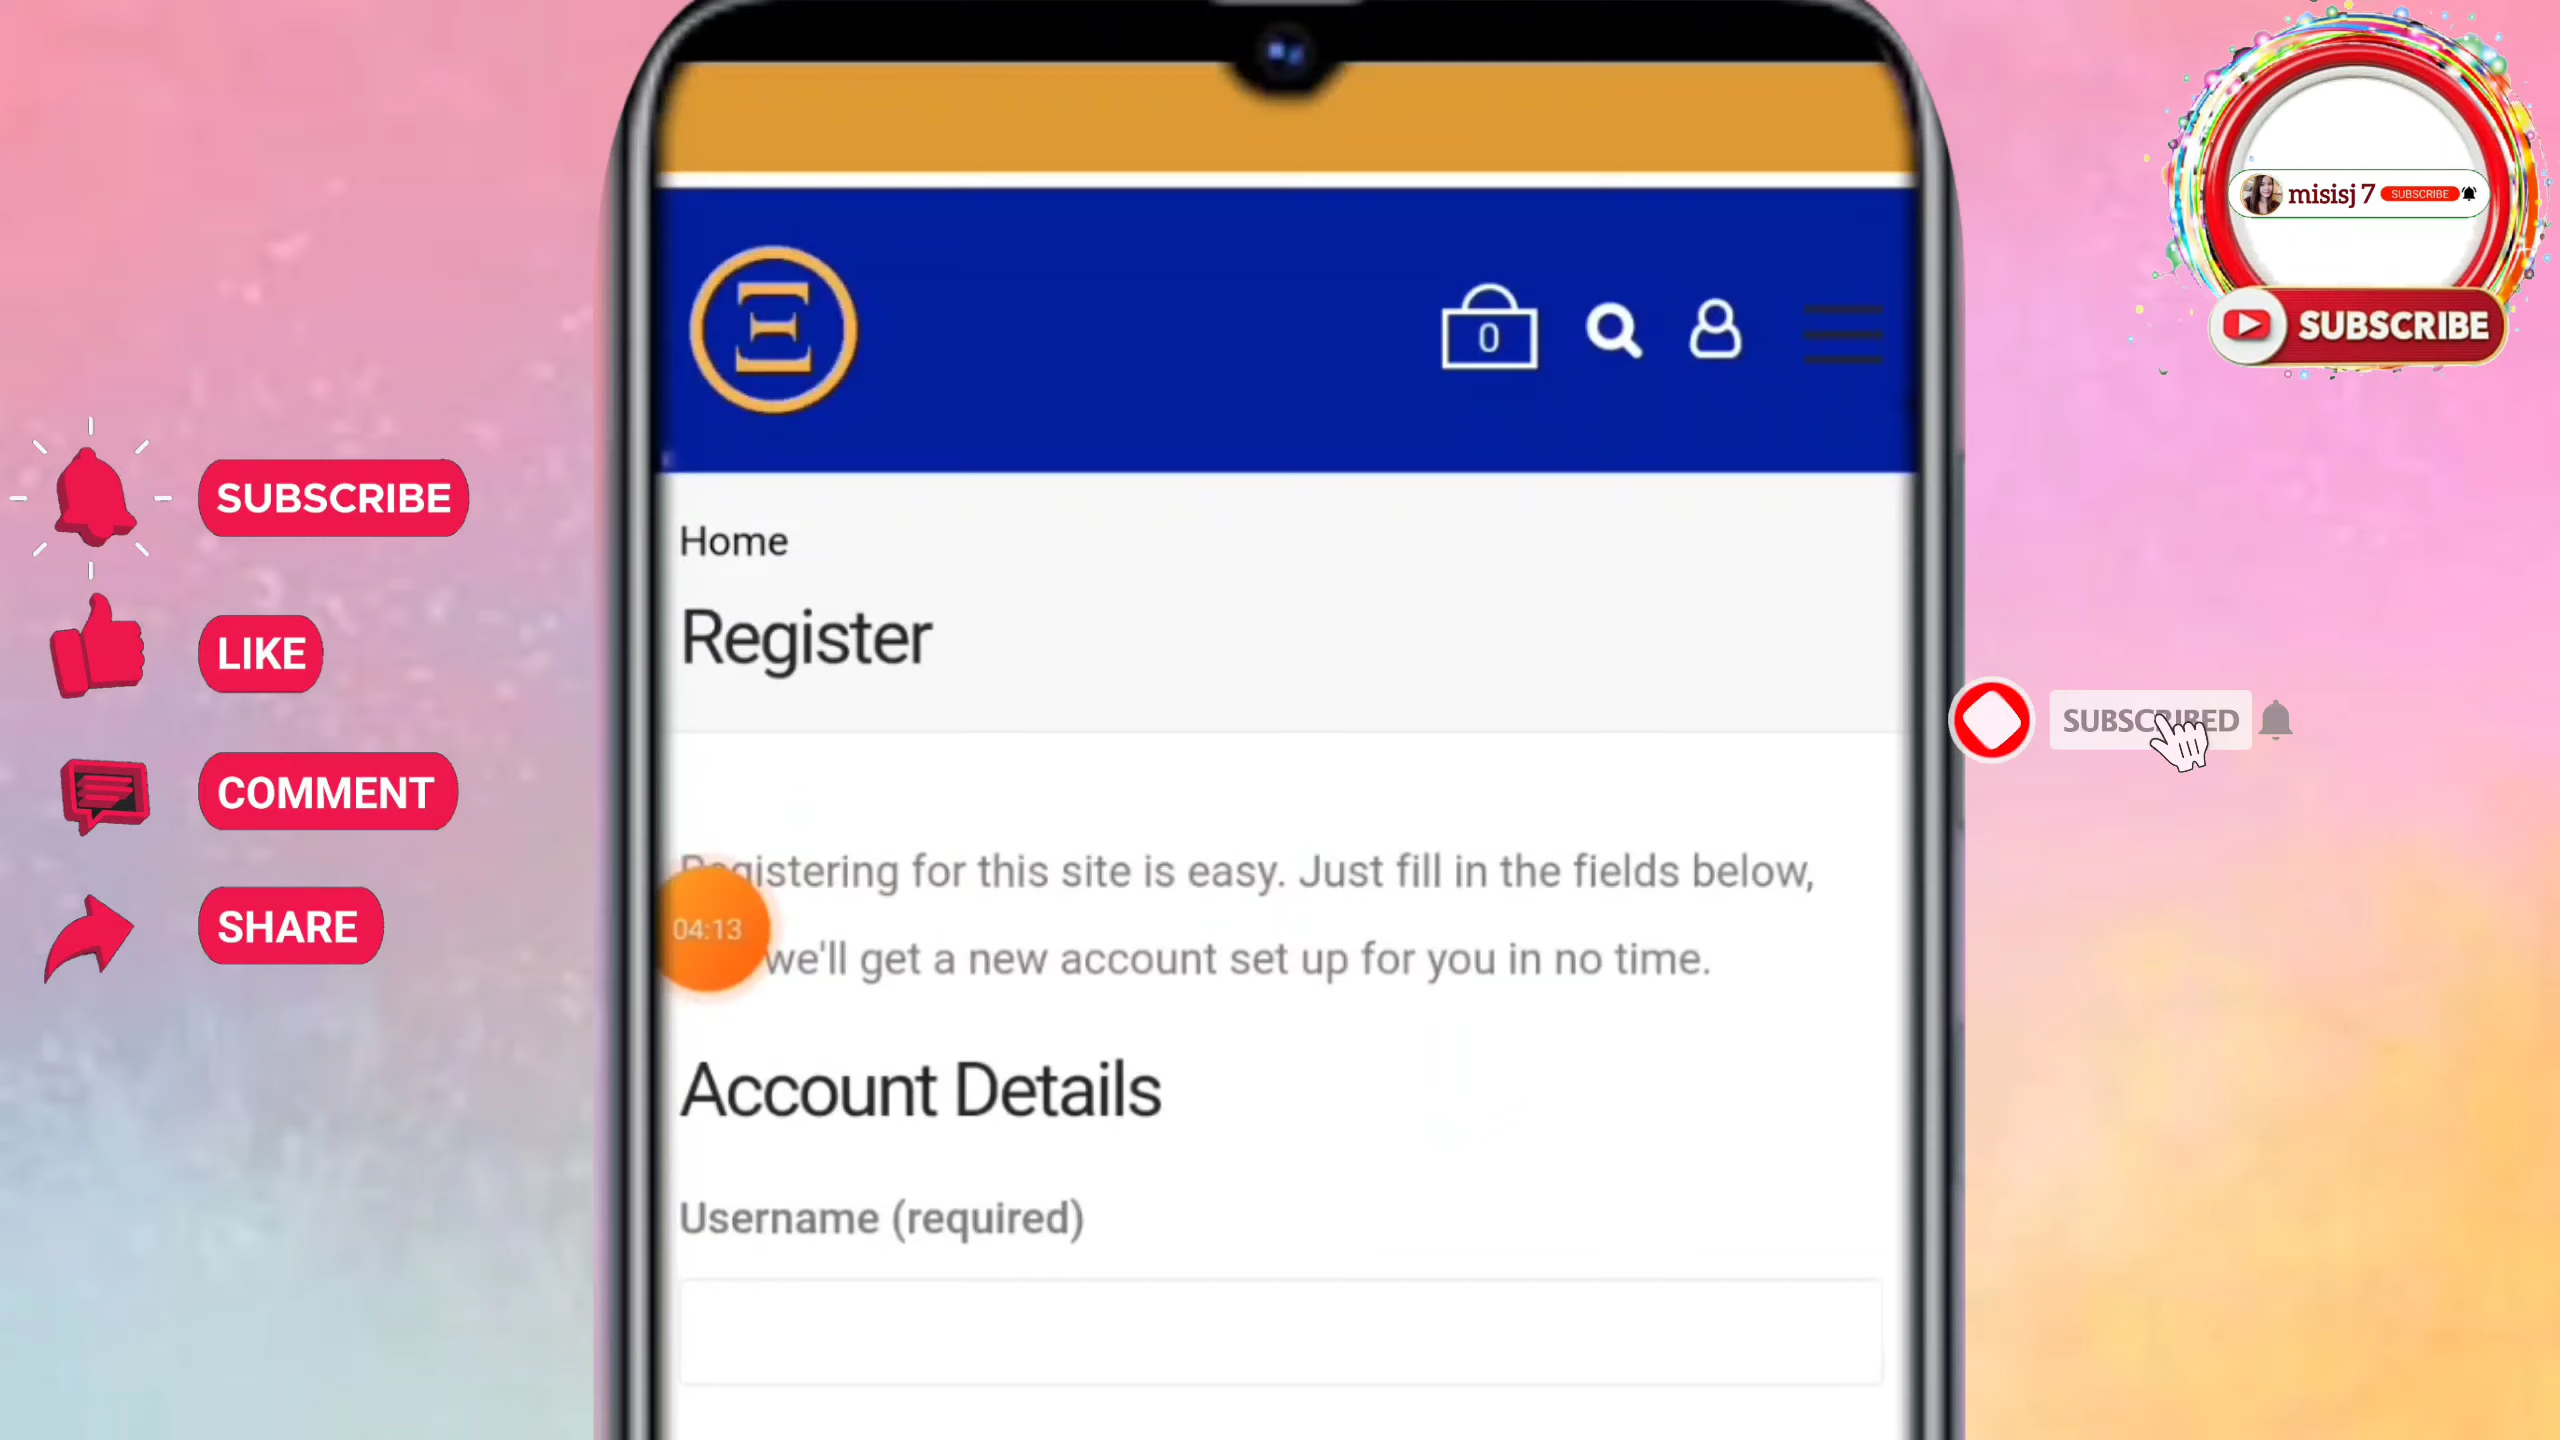 misisj 7 SUBSCRIBE
SUBSCRIBE
Ξ
0
Home
Register
SUBSCRIBE
LIKE
COMMENT
SHARE
SUBSCRIBED
Registering for this site is easy. Just fill in the fields below,
04:13
we'll get a new account set up for you in no time.
Account Details
Username (required)